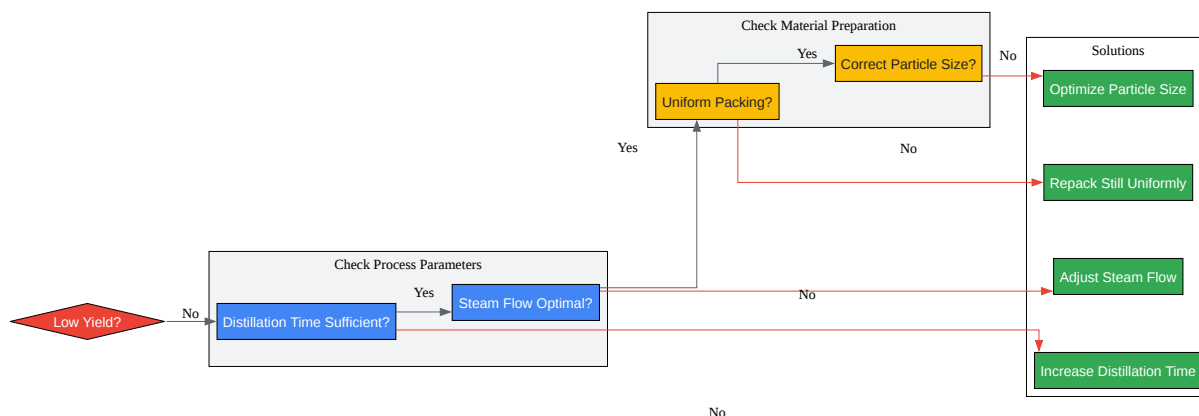 Check Material Preparation
Yes
Correct Particle Size?
No
Uniform Packing?
Solutions
Optimize Particle Size
Yes
No
Repack Still Uniformly
Check Process Parameters
Low Yield?
No
Distillation Time Sufficient?
Yes
Steam Flow Optimal?
No
Adjust Steam Flow
Increase Distillation Time
No